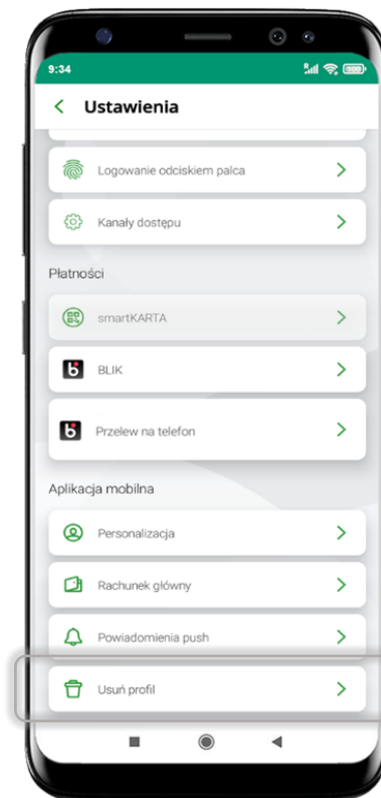 9:34
Ustawienia
Logowanie odciskiem palca
Kanały dostępu
Płatności
smartKARTA
BLIK
Przelew na telefon
Aplikacja mobilna
Personalizacja
Rachunek główny
Powiadomienia push
Usuń profil